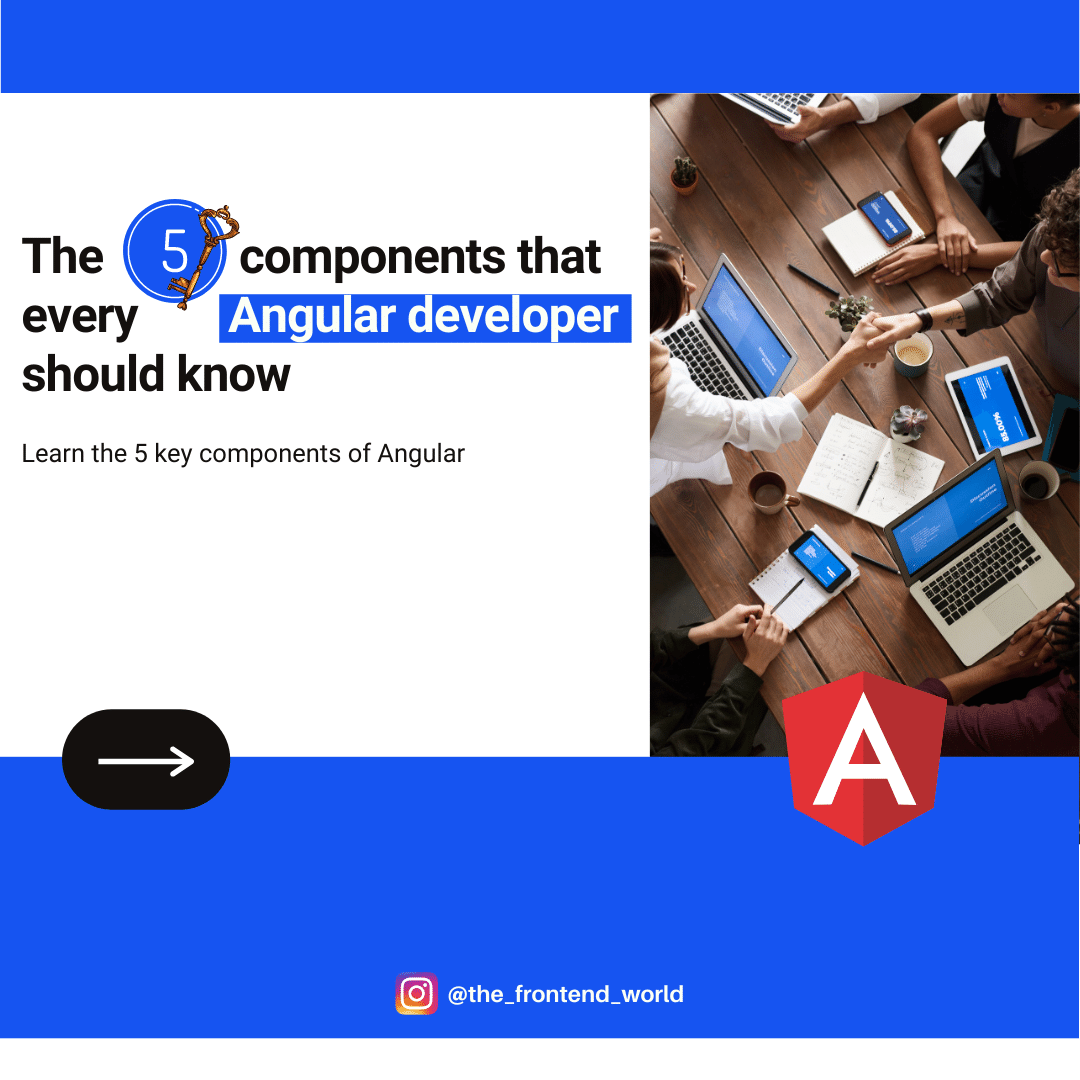 The 5 components that
every Angular developer
should know
Learn the 5 key components of Angular
@the_frontend_world